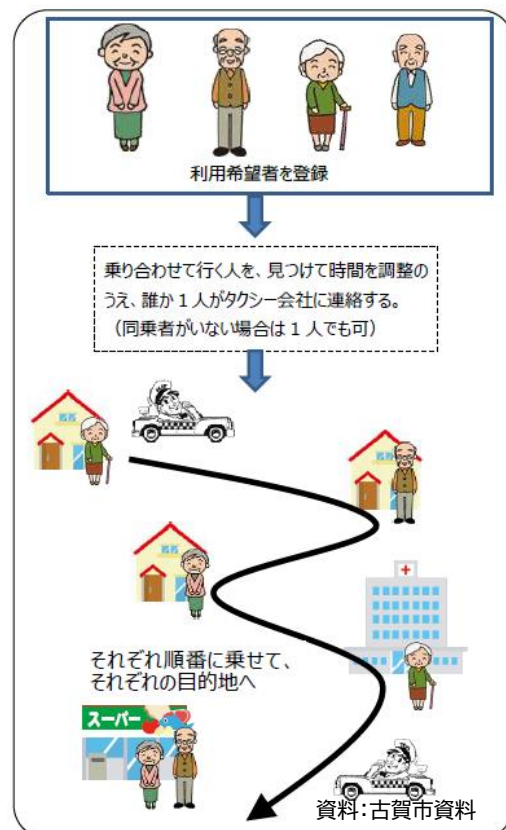 利用希望者を登録
乗り合わせて行く人を、見つけて時間を調整の
うえ、誰か1人がタクシー会社に連絡する。
（同乗者がいない場合は1人でも可）
それぞれ順番に乗せて、
それぞれの目的地へ
スーパー
資料：古賀市資料